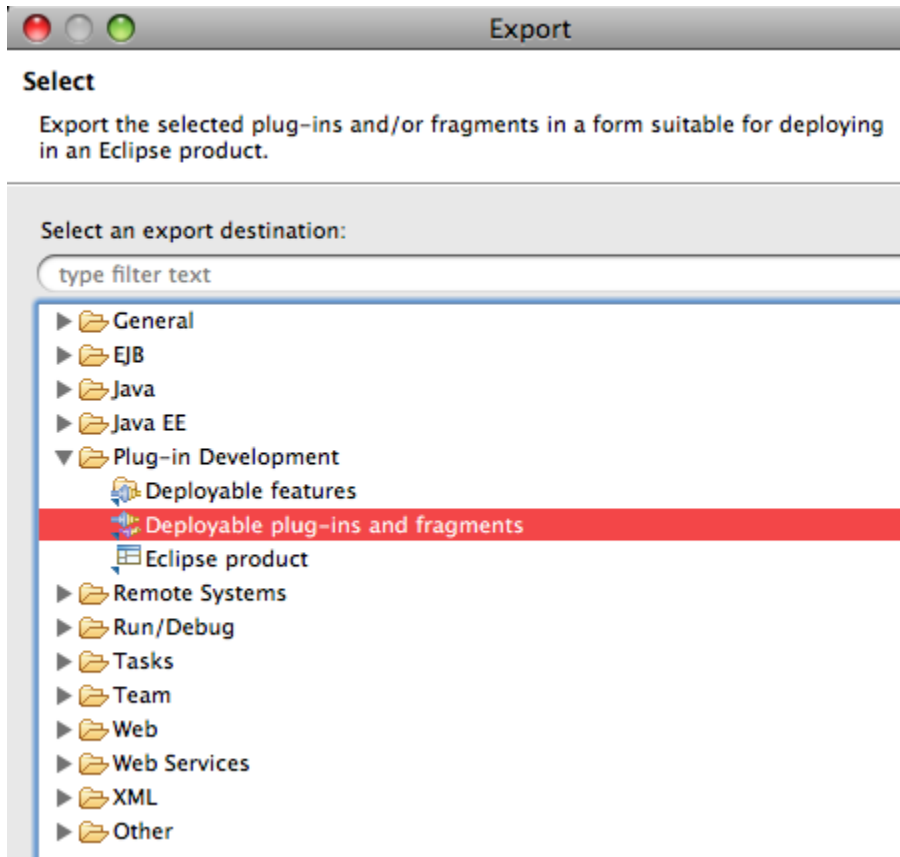 Export
Select
Export the selected plug-ins and/or fragments in a form suitable for deploying
in an Eclipse product.
Select an export destination:
type filter text
General
EJB
Java
Java EE
Plug-in Development
Deployable features
Deployable plug-ins and fragments
Eclipse product
Remote Systems
Run/Debug
Tasks
Team
Web
Web Services
XML
Other